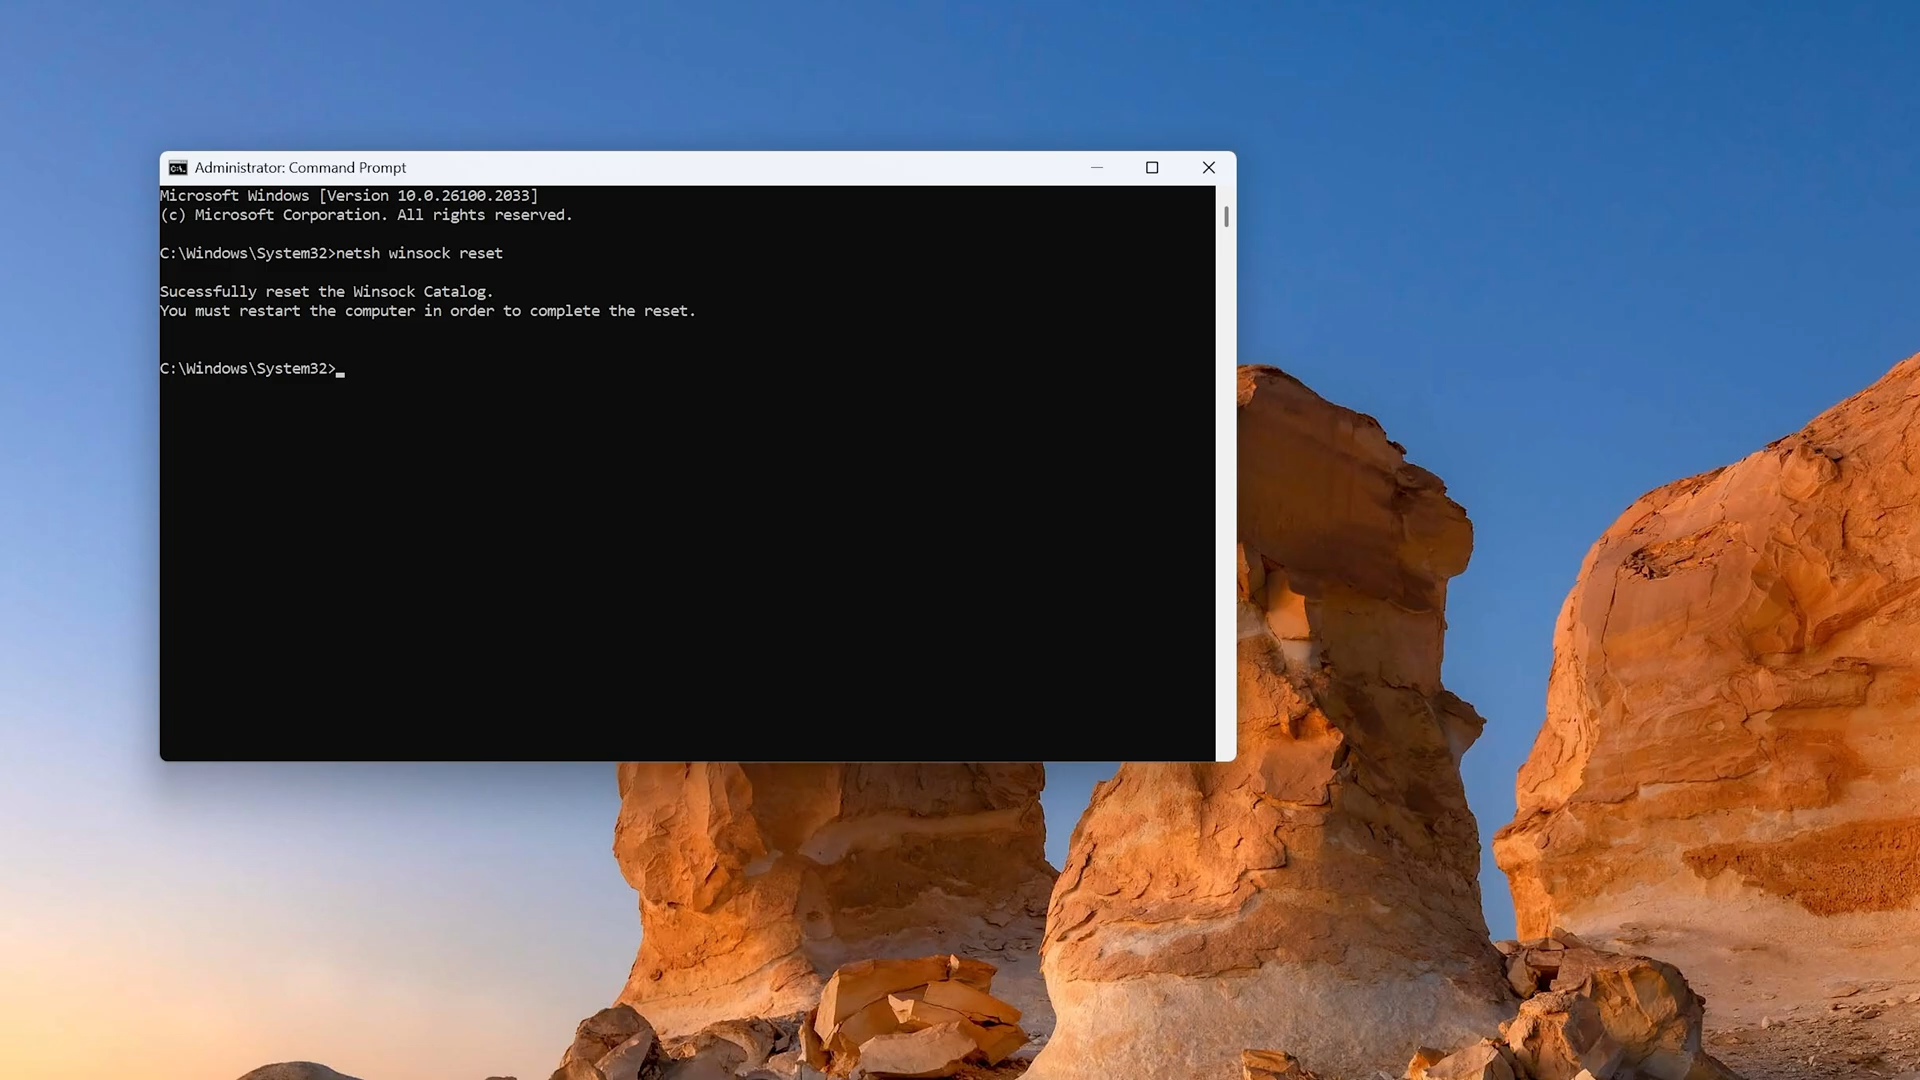 Administrator: Command Prompt
Microsoft Windows [Version 10.0.26100.2033]
(c) Microsoft Corporation. All rights reserved.
C:\Windows\System32>netsh winsock reset
Sucessfully reset the Winsock Catalog.
You must restart the computer in order to complete the reset.
C:\Windows\System32>